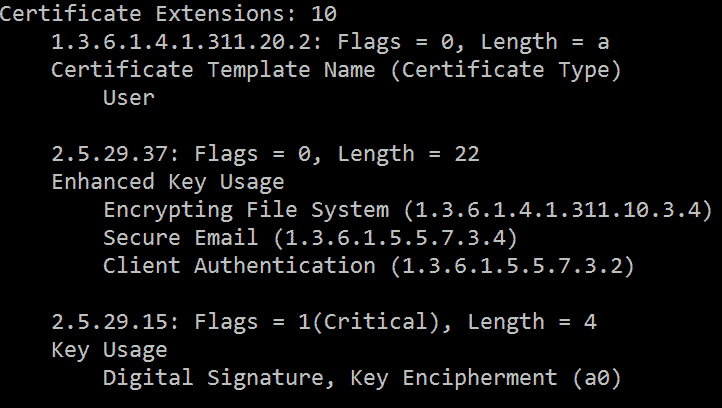 Certificate Extensions: 10
1.3.6.1.4.1.311.20.2: Flags = 0, Length = a
Certificate Template Name (Certificate Type)
User
2.5.29.37: Flags = 0, Length = 22
Enhanced Key Usage
Encrypting File System (1.3.6.1.4.1.311.10.3.4)
Secure Email (1.3.6.1.5.5.7.3.4)
Client Authentication (1.3.6.1.5.5.7.3.2)
2.5.29.15: Flags = 1(Critical), Length = 4
Key Usage
Digital Signature, Key Encipherment (a0)